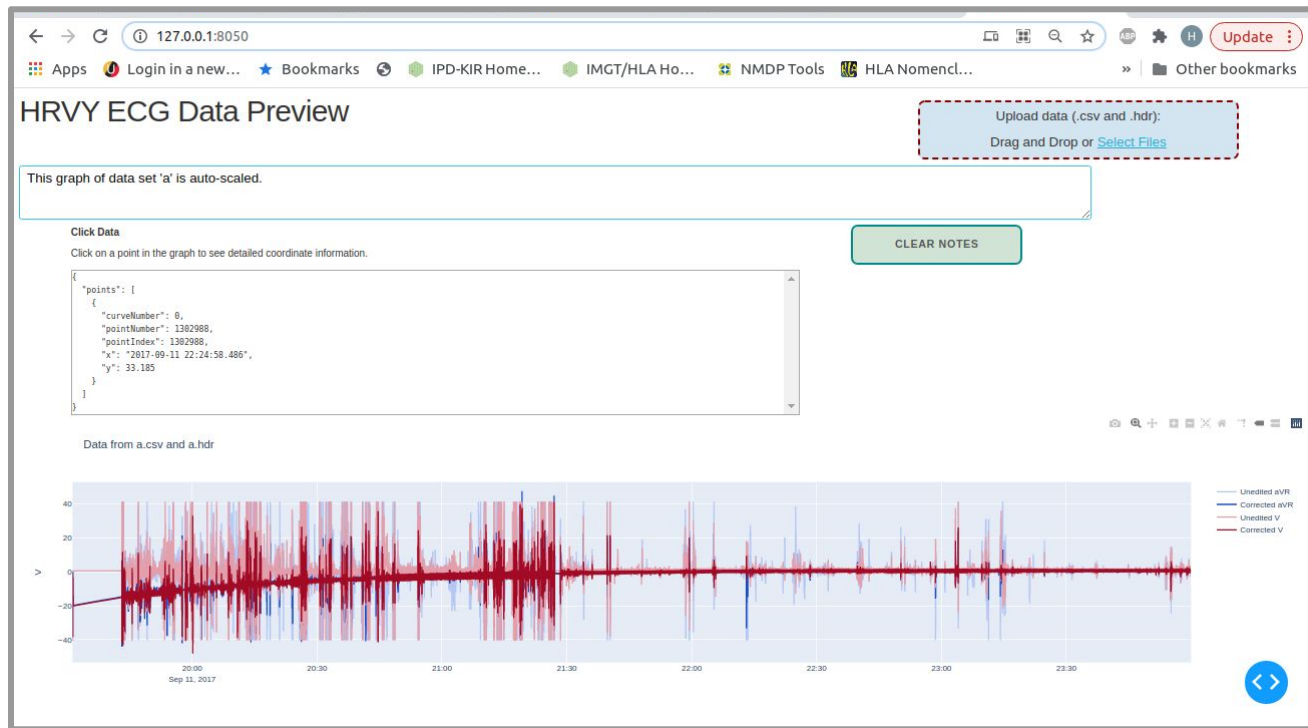 127.0.0.1:8050
ABP
H
Update
Apps
Login in a new...
Bookmarks
IPD-KIR Home...
IMGT/HLA Ho...
NMDP Tools
HLA Nomencl...
»
Other bookmarks
HRVY ECG Data Preview
Upload data (.csv and .hdr):
Drag and Drop or Select Files
This graph of data set 'a' is auto-scaled.
Click Data
Click on a point in the graph to see detailed coordinate information.
CLEAR NOTES
{
"points": [
{
"curveNumber": 0,
"pointNumber": 1302988,
"pointIndex": 1302988,
"x": "2017-09-11 22:24:58.486",
"y": 33.185
}
]
}
Data from a.csv and a.hdr
Unedited aVR
Corrected aVR
Unedited V
Corrected V
40
20
0
−20
−40
V
20:00
Sep 11, 2017
20:30
21:00
21:30
22:00
22:30
23:00
23:30